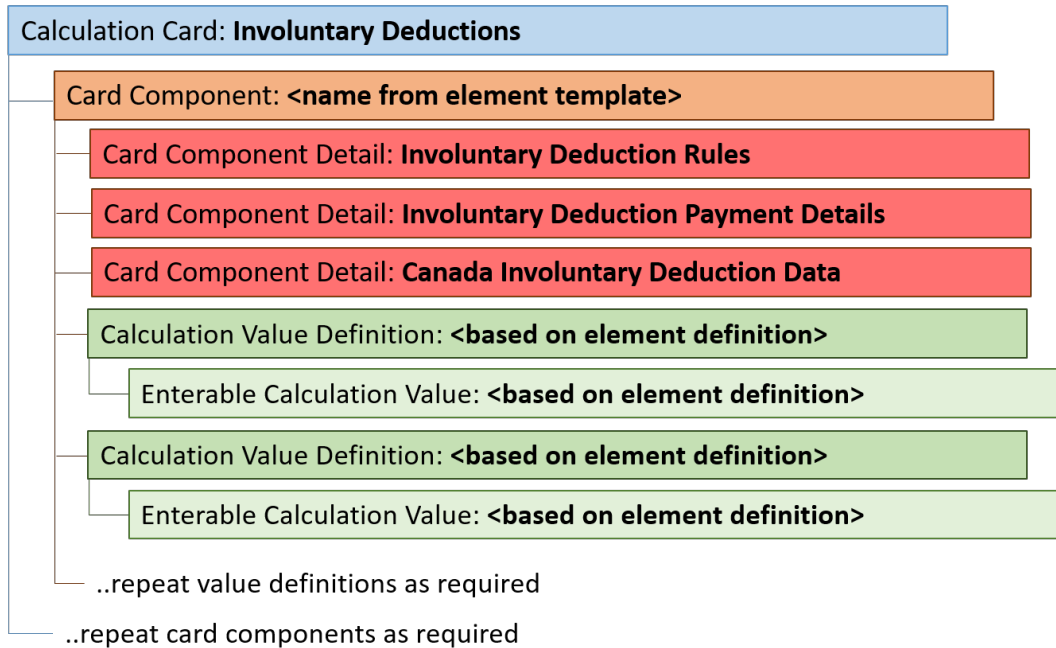 Calculation Card: Involuntary Deductions
Card Component: <name from element template>
Card Component Detail: Involuntary Deduction Rules
Card Component Detail: Involuntary Deduction Payment Details
Card Component Detail: Canada Involuntary Deduction Data
Calculation Value Definition: <based on element definition>
Enterable Calculation Value: <based on element definition>
Calculation Value Definition: <based on element definition>
Enterable Calculation Value: <based on element definition>
..repeat value definitions as required
..repeat card components as required